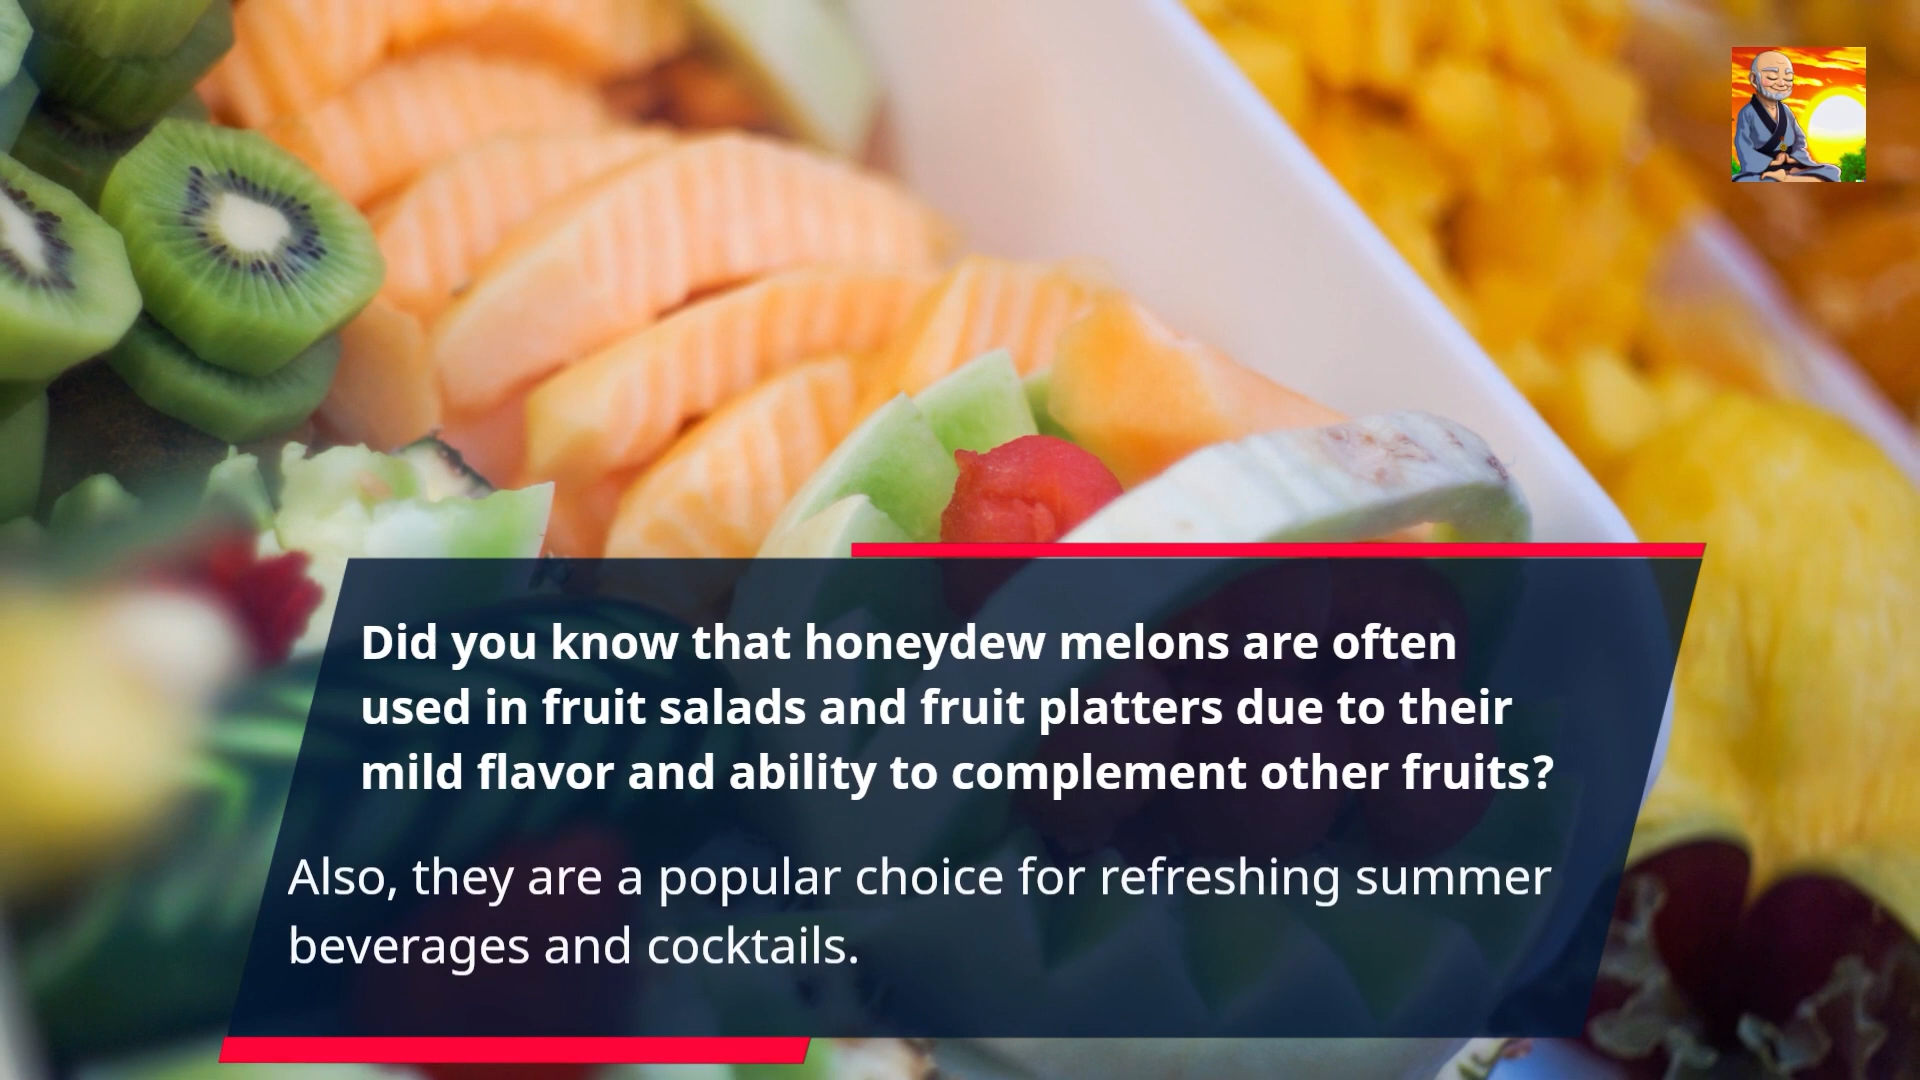 Did you know that honeydew melons are often
used in fruit salads and fruit platters due to their
mild flavor and ability to complement other fruits?
Also, they are a popular choice for refreshing summer
beverages and cocktails.